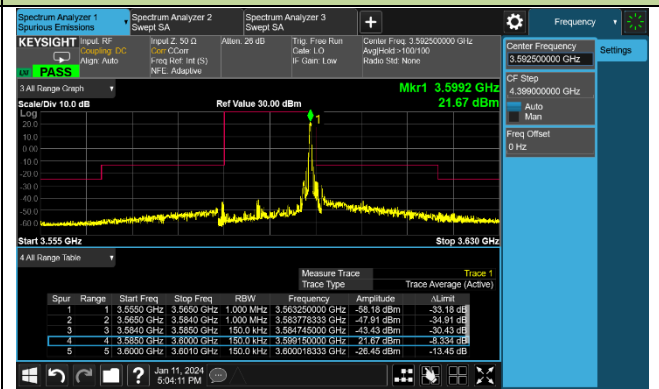 Spectrum Analyzer 1
Spurious Emissions
Spectrum Analyzer 2
Swept SA
Spectrum Analyzer 3
Swept SA
Frequency
KEYSIGHT
Input: RF
Coupling: DC
Align: Auto
Input Z: 50 Ω
Corr CCorr
Freq Ref: Int (S)
NFE: Adaptive
Atten: 26 dB
Trig: Free Run
Gate: LO
IF Gain: Low
Center Freq: 3.592500000 GHz
Avg|Hold:>100/100
Radio Std: None
PASS
Center Frequency
3.592500000 GHz
Settings
CF Step
4.399000000 GHz
Auto
Man
Freq Offset
0 Hz
3 All Range Graph
Mkr1 3.5992 GHz
Scale/Div 10.0 dB
Ref Value 30.00 dBm
21.67 dBm
Log
20.0
10.0
0.00
-10.0
-20.0
-30.0
-40.0
-50.0
-60.0
1
Start 3.555 GHz
Stop 3.630 GHz
4 All Range Table
Measure Trace Trace 1
Trace Type Trace Average (Active)
Spur Range Start Freq Stop Freq RBW Frequency Amplitude ΔLimit
1 1 3.5550 GHz 3.5650 GHz 1.000 MHz 3.563250000 GHz -58.18 dBm -33.18 dB
2 2 3.5650 GHz 3.5840 GHz 1.000 MHz 3.583778333 GHz -47.91 dBm -34.91 dB
3 3 3.5840 GHz 3.5850 GHz 150.0 kHz 3.584745000 GHz -43.43 dBm -30.43 dB
4 4 3.5850 GHz 3.6000 GHz 150.0 kHz 3.599150000 GHz 21.67 dBm -8.334 dB
5 5 3.6000 GHz 3.6010 GHz 150.0 kHz 3.600018333 GHz -26.45 dBm -13.45 dB
Jan 11, 2024
5:04:11 PM